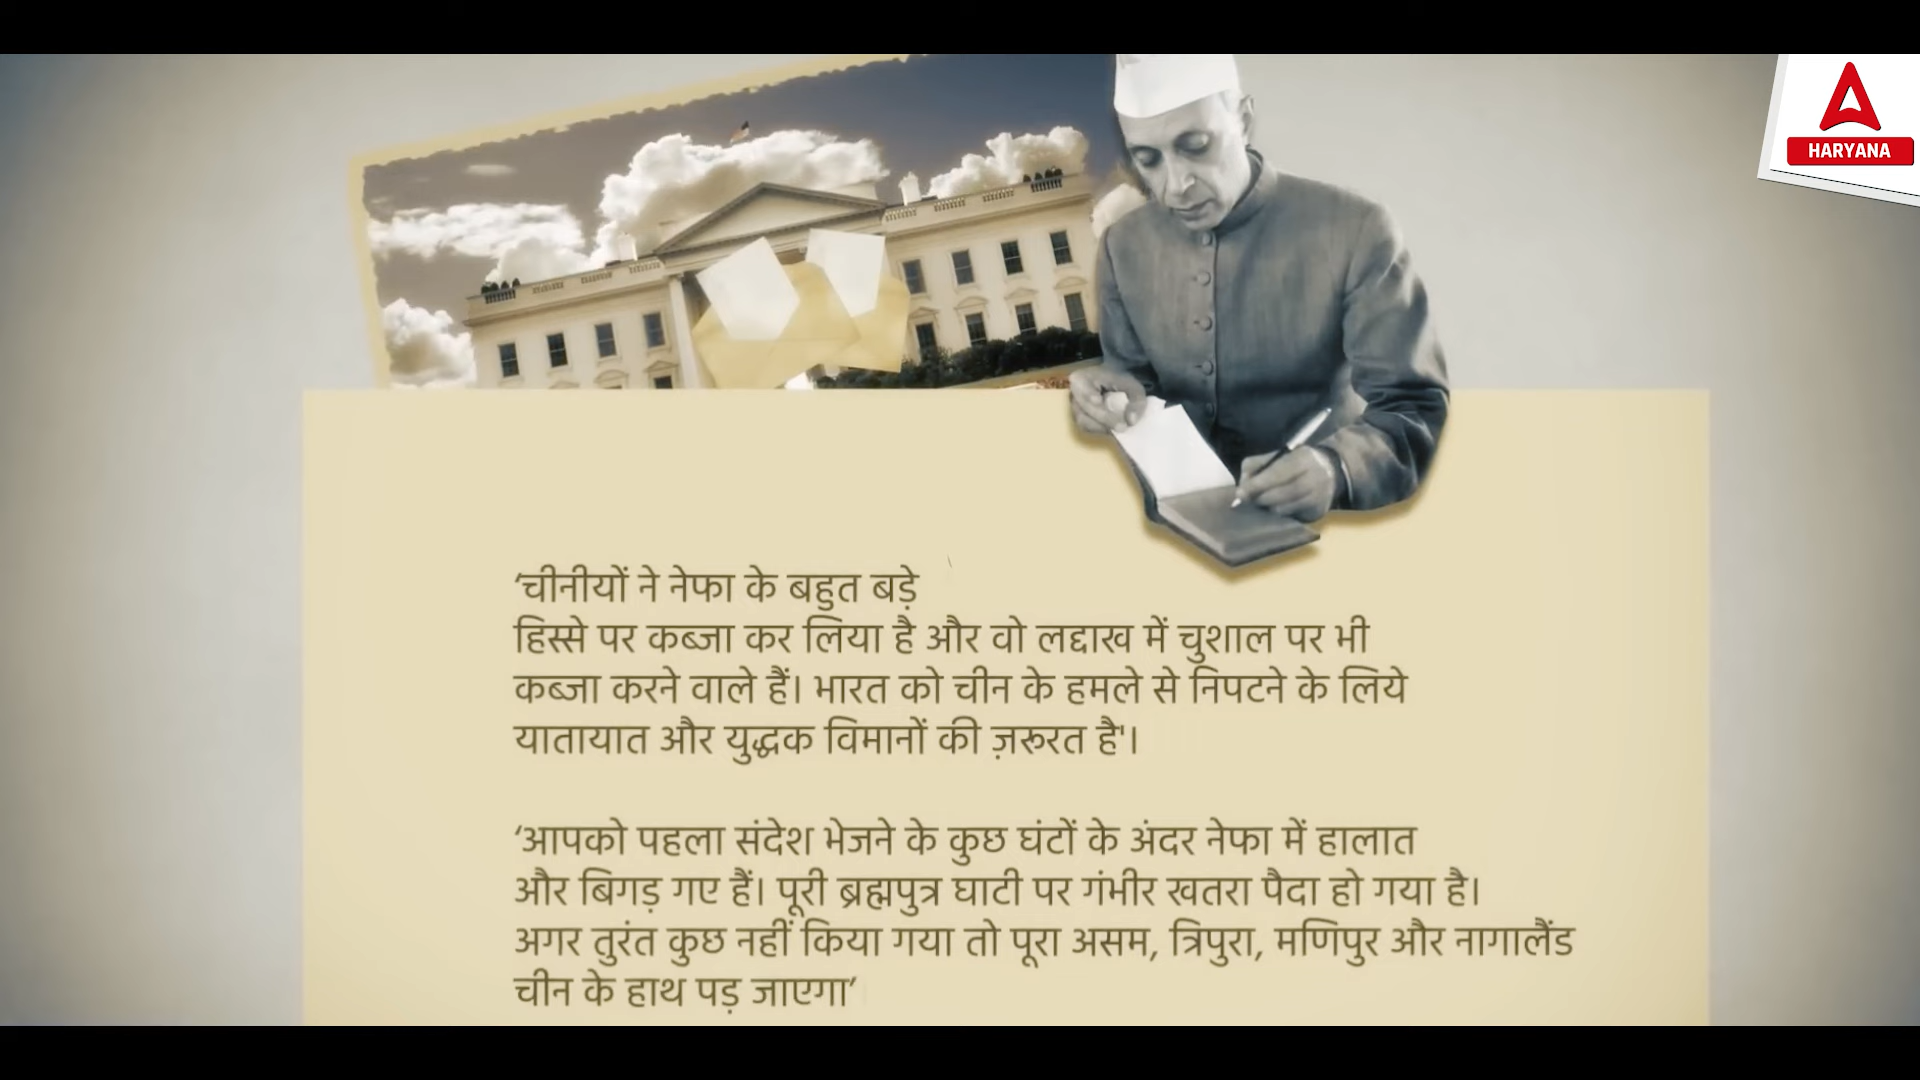 HARYANA
‘चीनीयों ने नेफा के बहुत बड़े
हिस्से पर कब्जा कर लिया है और वो लद्दाख में चुशाल पर भी
कब्जा करने वाले हैं। भारत को चीन के हमले से निपटने के लिये
यातायात और युद्धक विमानों की ज़रूरत है'।
‘आपको पहला संदेश भेजने के कुछ घंटों के अंदर नेफा में हालात
और बिगड़ गए हैं। पूरी ब्रह्मपुत्र घाटी पर गंभीर खतरा पैदा हो गया है।
अगर तुरंत कुछ नहीं किया गया तो पूरा असम, त्रिपुरा, मणिपुर और नागालैंड
चीन के हाथ पड़ जाएगा’